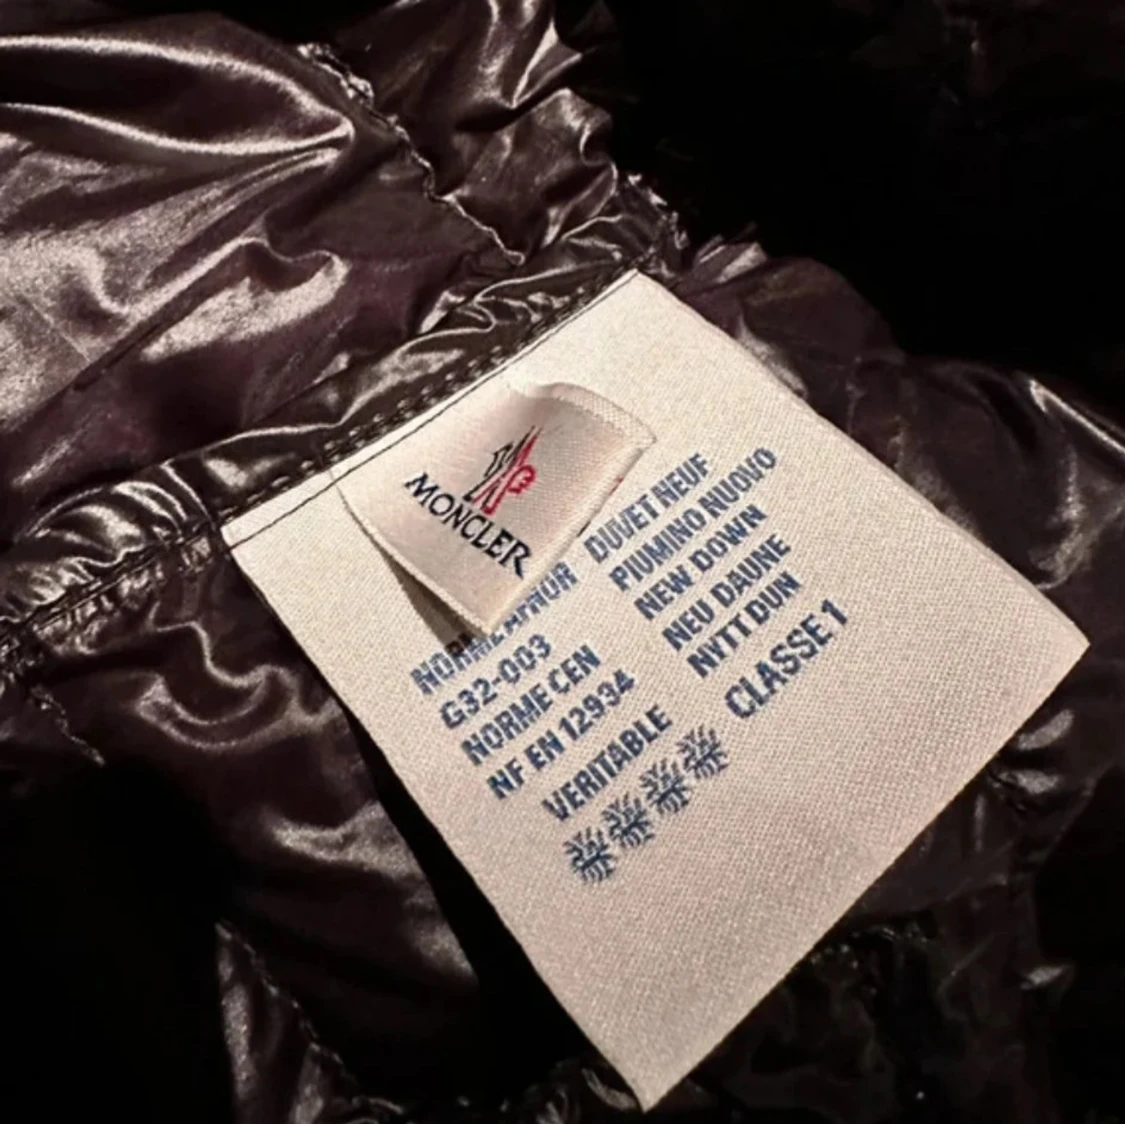 MONCLER
NORME AFNOR
G32-003
NORME CEN
NF EN 12934
VERITABLE
DUVET NEUF
PIUMINO NUOVO
NEW DOWN
NEU DAUNE
NYTT DUN
CLASSE 1